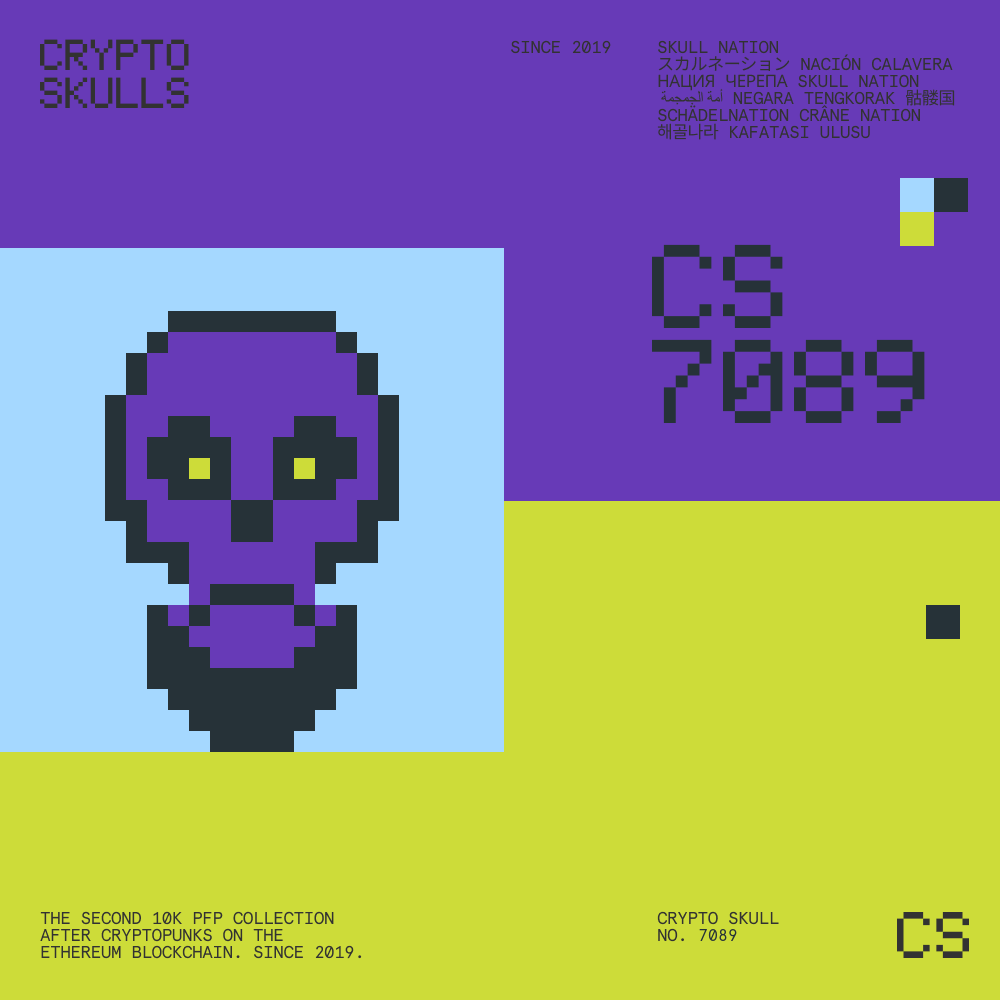 CRYPTO
SKULLS
SINCE 2019
SKULL NATION
スカルネーション NACIÓN CALAVERA
НАЦИЯ ЧЕРЕПА SKULL NATION
أمة الجمجمة NEGARA TENGKORAK 骷髅国
SCHÄDELNATION CRÂNE NATION
해골나라 KAFATASI ULUSU
CS
7089
THE SECOND 10K PFP COLLECTION
AFTER CRYPTOPUNKS ON THE
ETHEREUM BLOCKCHAIN. SINCE 2019.
CRYPTO SKULL
NO. 7089
CS